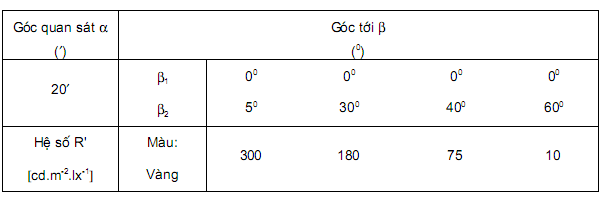 Góc quan sát α
(′)
Góc tới β
(⁰)
20′
β₁ 0⁰ 0⁰ 0⁰ 0⁰
β₂ 5⁰ 30⁰ 40⁰ 60⁰
Hệ số R'
[cd.m⁻².lx⁻¹]
Màu:
Vàng
300 180 75 10